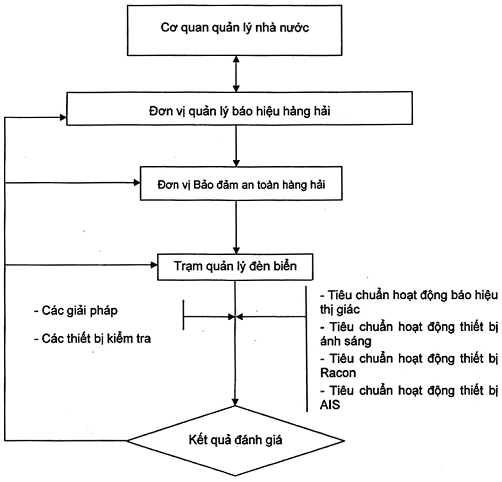 Cơ quan quản lý nhà nước
Đơn vị quản lý báo hiệu hàng hải
Đơn vị Bảo đảm an toàn hàng hải
Trạm quản lý đèn biển
- Các giải pháp
- Các thiết bị kiểm tra
- Tiêu chuẩn hoạt động báo hiệu
thị giác
- Tiêu chuẩn hoạt động thiết bị
ánh sáng
- Tiêu chuẩn hoạt động thiết bị
Racon
- Tiêu chuẩn hoạt động thiết bị
AIS
Kết quả đánh giá